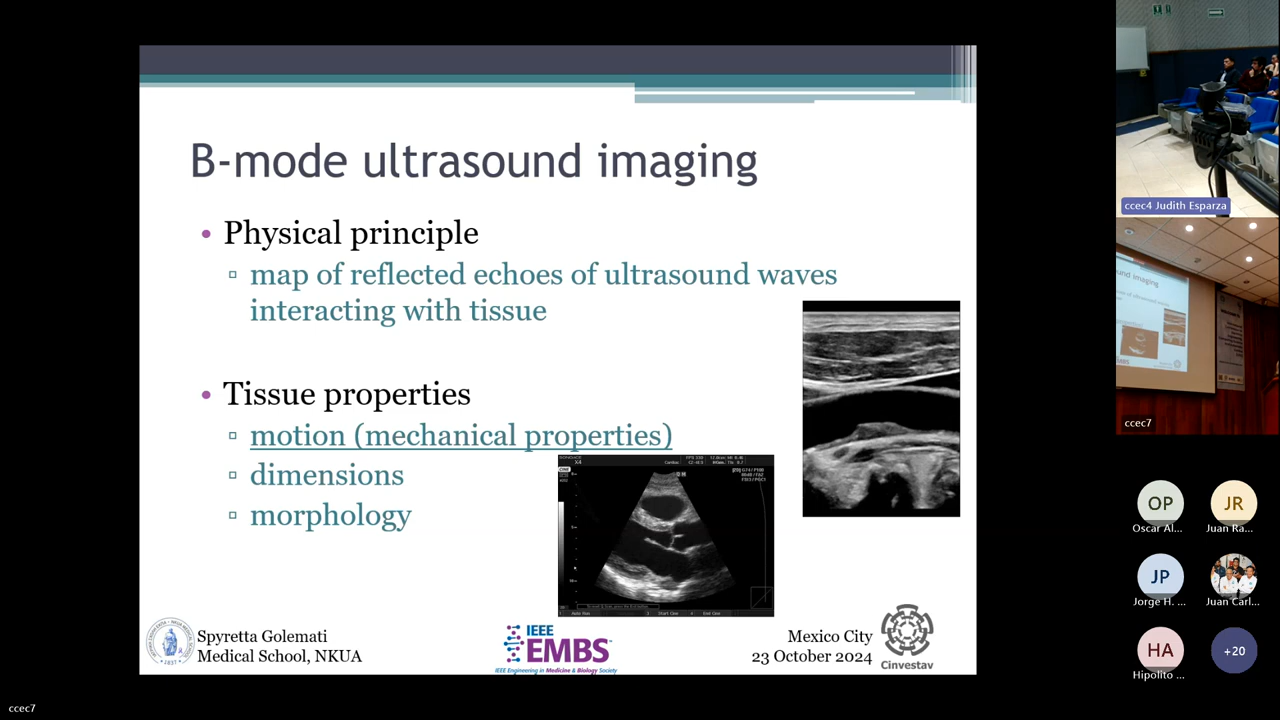 B-mode ultrasound imaging
• Physical principle
▫ map of reflected echoes of ultrasound waves
interacting with tissue
• Tissue properties
▫ motion (mechanical properties)
▫ dimensions
▫ morphology
Spyretta Golemati
Medical School, NKUA
IEEE
EMBS
IEEE Engineering in Medicine & Biology Society
Mexico City
23 October 2024
Cinvestav
ccec4 Judith Esparza
ccec7
OP
Oscar Al...
JR
Juan Ra...
JP
Jorge H. ...
Juan Carl...
HA
Hipolito ...
+20
ccec7